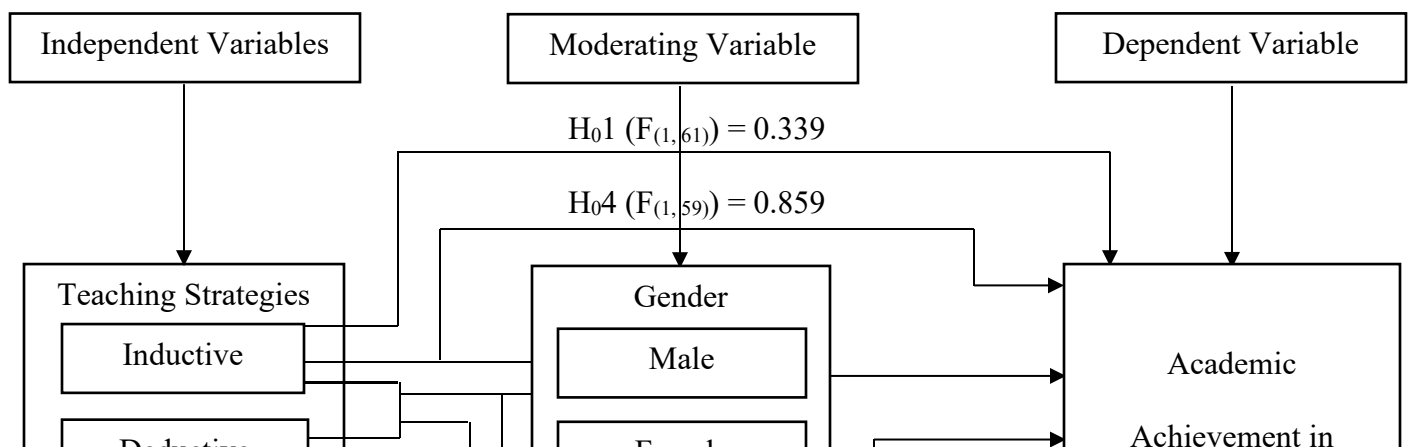 Independent Variables
Moderating Variable
Dependent Variable
H₀1 (F₍₁, ₆₁₎) = 0.339
H₀4 (F₍₁, ₅₉₎) = 0.859
Teaching Strategies
Gender
Inductive
Male
Academic
Deductive
Achievement in